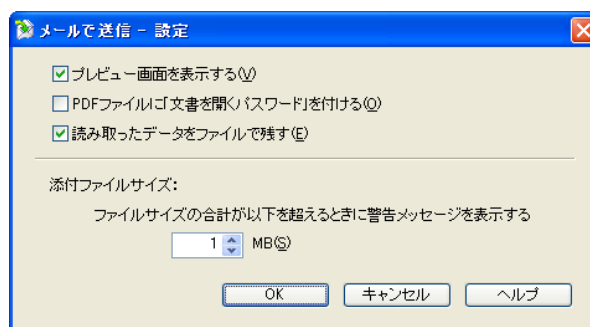 メールで送信 - 設定
プレビュー画面を表示する(V)
PDFファイルに「文書を開くパスワード」を付ける(O)
読み取ったデータをファイルで残す(E)
添付ファイルサイズ:
ファイルサイズの合計が以下を超えるときに警告メッセージを表示する
1 MB(S)
OK キャンセル ヘルプ